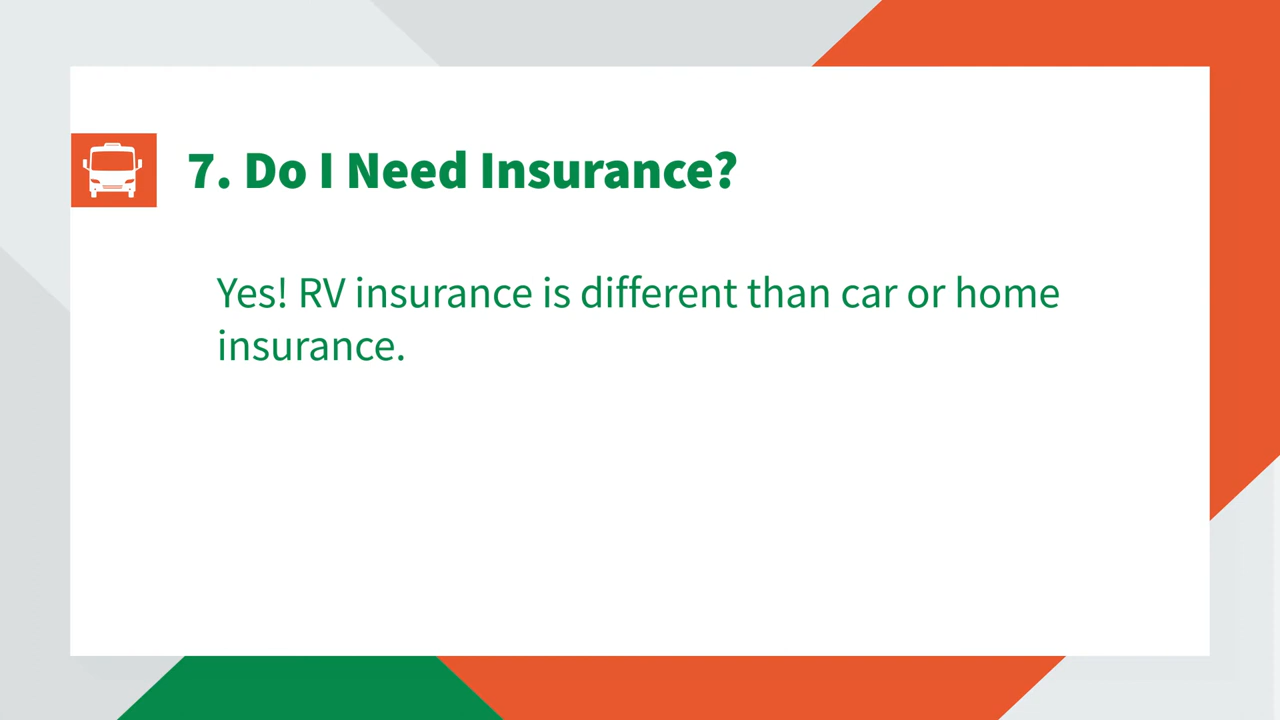 7. Do I Need Insurance?
Yes! RV insurance is different than car or home
insurance.